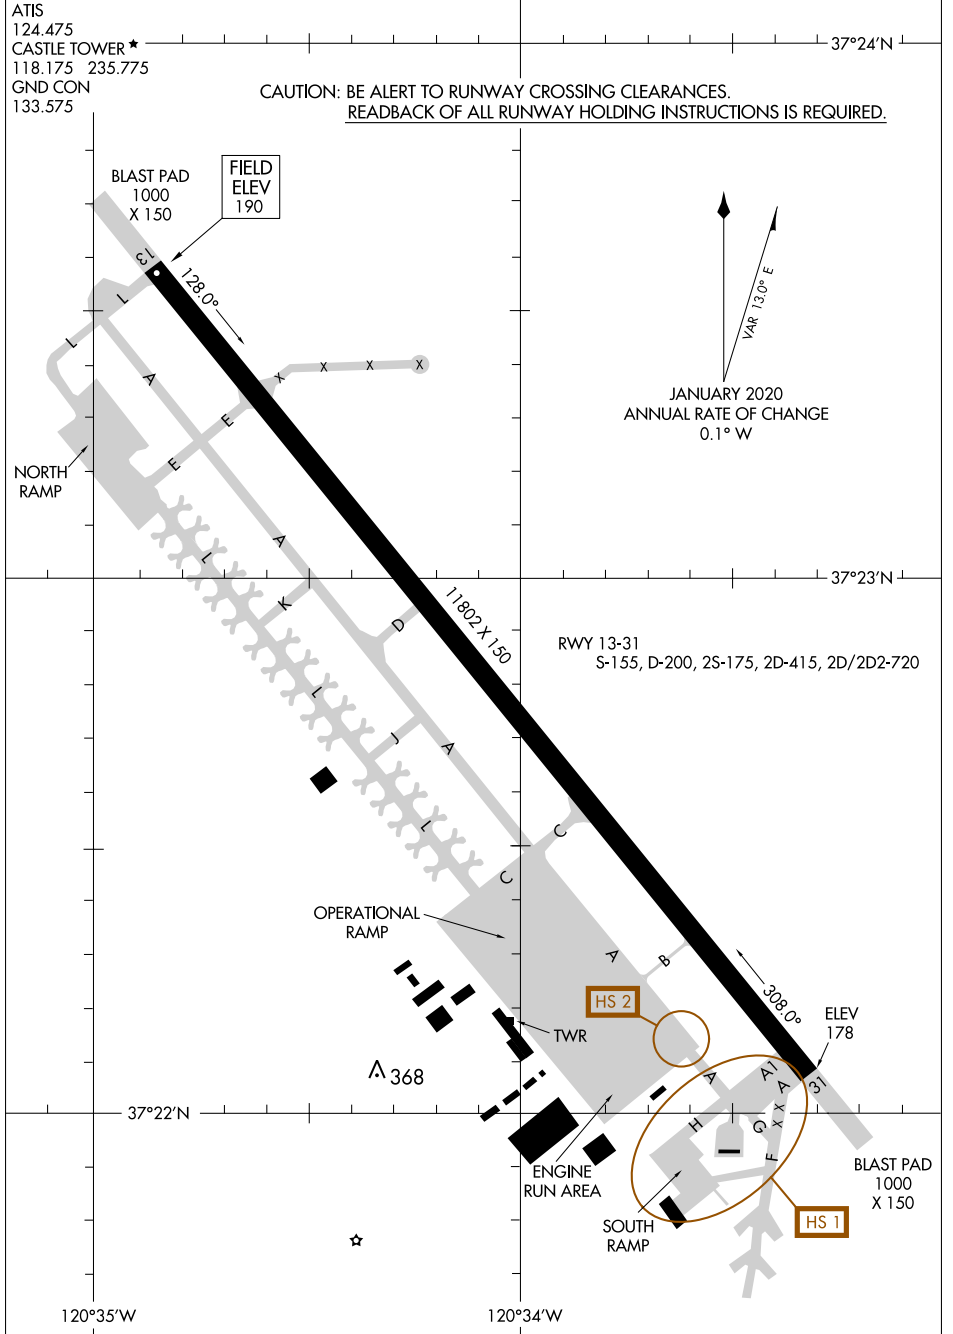 ATIS
124.475
CASTLE TOWER ★
118.175 235.775
GND CON
133.575
37°24'N
CAUTION: BE ALERT TO RUNWAY CROSSING CLEARANCES.
READBACK OF ALL RUNWAY HOLDING INSTRUCTIONS IS REQUIRED.
BLAST PAD
1000
X 150
FIELD
ELEV
190
13
128.0°
L
L
A
X X X X
E
E
VAR 13.0° E
JANUARY 2020
ANNUAL RATE OF CHANGE
0.1° W
NORTH
RAMP
A
L
K
37°23'N
11802 X 150
D
RWY 13-31
S-155, D-200, 2S-175, 2D-415, 2D/2D2-720
L
J
A
L
C
C
OPERATIONAL
RAMP
A
B
HS 2
308.0°
ELEV
178
TWR
368
A
A1
A
31
37°22'N
H
G
X X
F
ENGINE
RUN AREA
BLAST PAD
1000
X 150
SOUTH
RAMP
HS 1
120°35'W
120°34'W